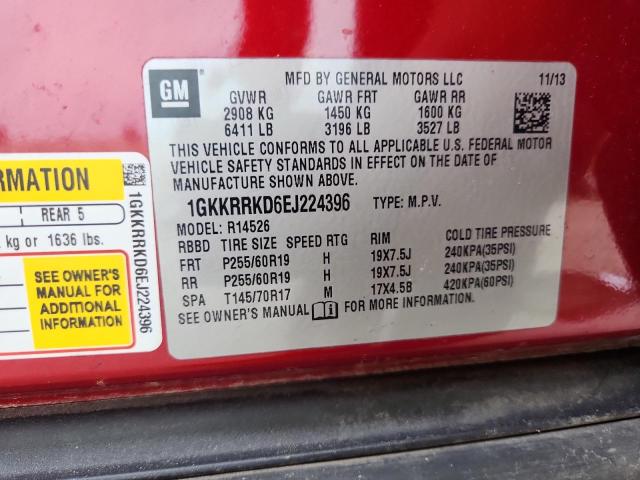 GM
MFD BY GENERAL MOTORS LLC 11/13
GVWR GAWR FRT GAWR RR
2908 KG 1450 KG 1600 KG
6411 LB 3196 LB 3527 LB
THIS VEHICLE CONFORMS TO ALL APPLICABLE U.S. FEDERAL MOTOR
VEHICLE SAFETY STANDARDS IN EFFECT ON THE DATE OF
MANUFACTURE SHOWN ABOVE.
1GKKRRKD6EJ224396 TYPE: M.P.V.
MODEL: R14526
RBBD TIRE SIZE SPEED RTG RIM COLD TIRE PRESSURE
FRT P255/60R19 H 19X7.5J 240KPA(35PSI)
RR P255/60R19 H 19X7.5J 240KPA(35PSI)
SPA T145/70R17 M 17X4.5B 420KPA(60PSI)
SEE OWNER'S MANUAL FOR MORE INFORMATION.
RMATION
REAR 5
kg or 1636 lbs.
SEE OWNER'S
MANUAL FOR
ADDITIONAL
INFORMATION
1GKKRRKD6EJ224396